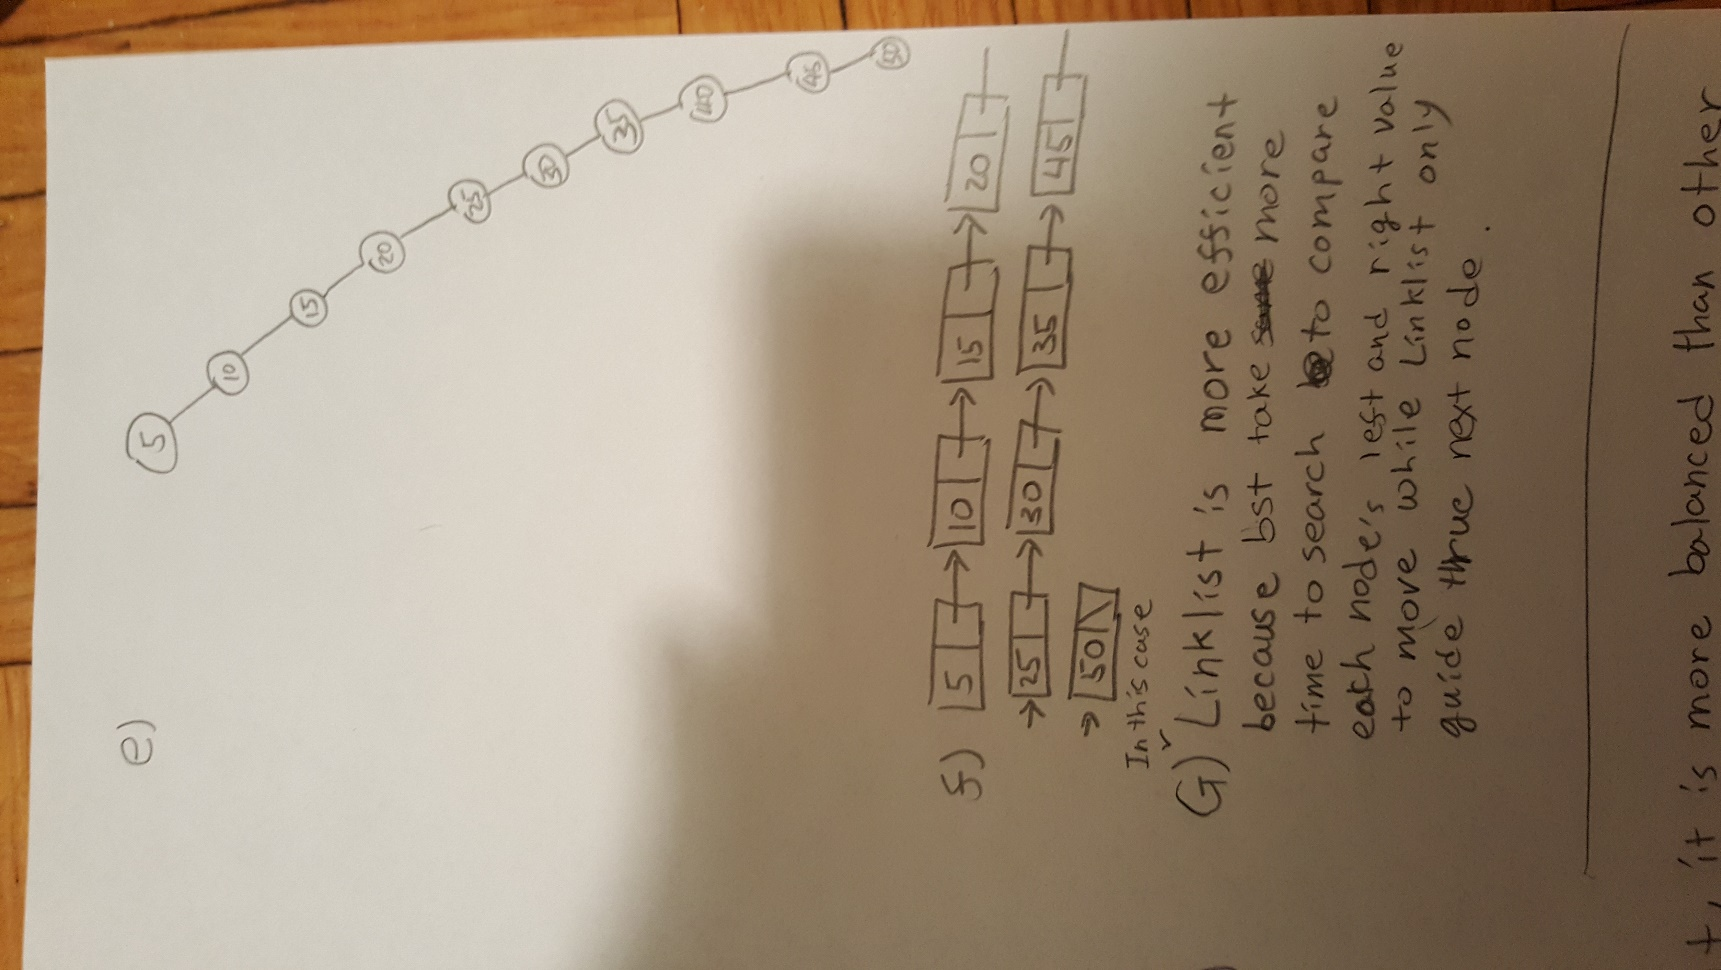 e)
5
10
15
20
25
30
35
40
45
50
f) 5 10 15 20
25 30 35 45
50
In this case
G) Linklist is more efficient
because bst take more
time to search to compare
each node's left and right value
to move while Linklist only
guide thrue next node.
t, it is more balanced than other